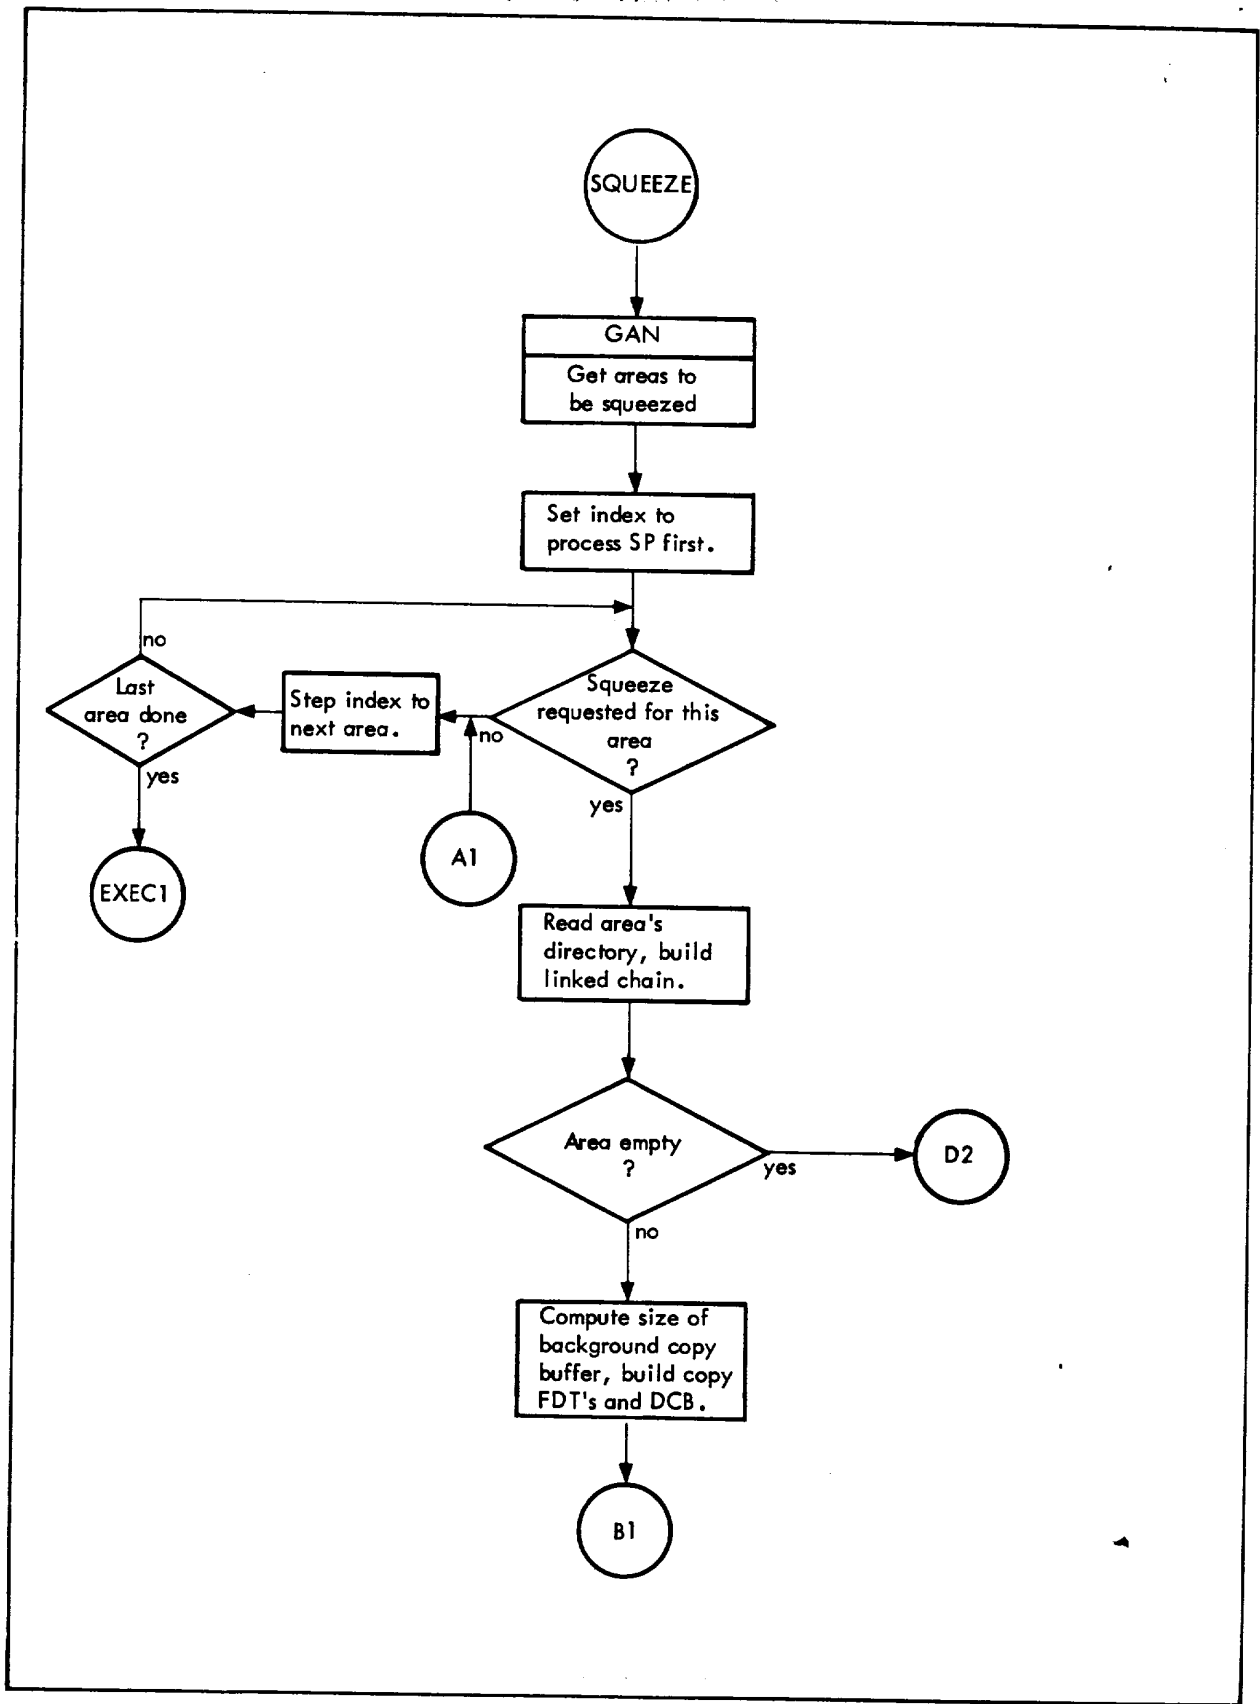 SQUEEZE
GAN
Get areas to
be squeezed
Set index to
process SP first.
no
Last
area done
?
yes
EXEC1
Step index to
next area.
no
A1
Squeeze
requested for this
area
?
yes
Read area's
directory, build
linked chain.
Area empty
?
yes
D2
no
Compute size of
background copy
buffer, build copy
FDT's and DCB.
B1